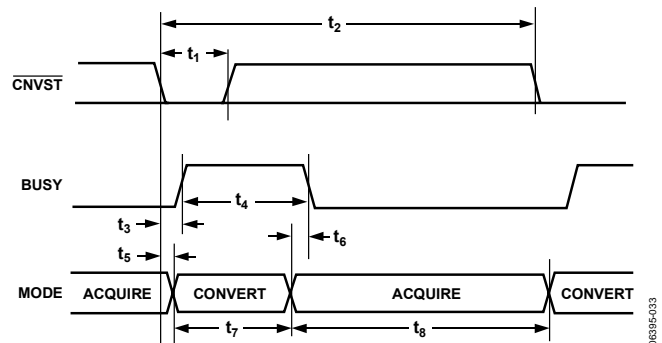 t2
t1
CNVST
BUSY
t4
t3
t6
t5
MODE ACQUIRE CONVERT ACQUIRE CONVERT
t7 t8
06395-033